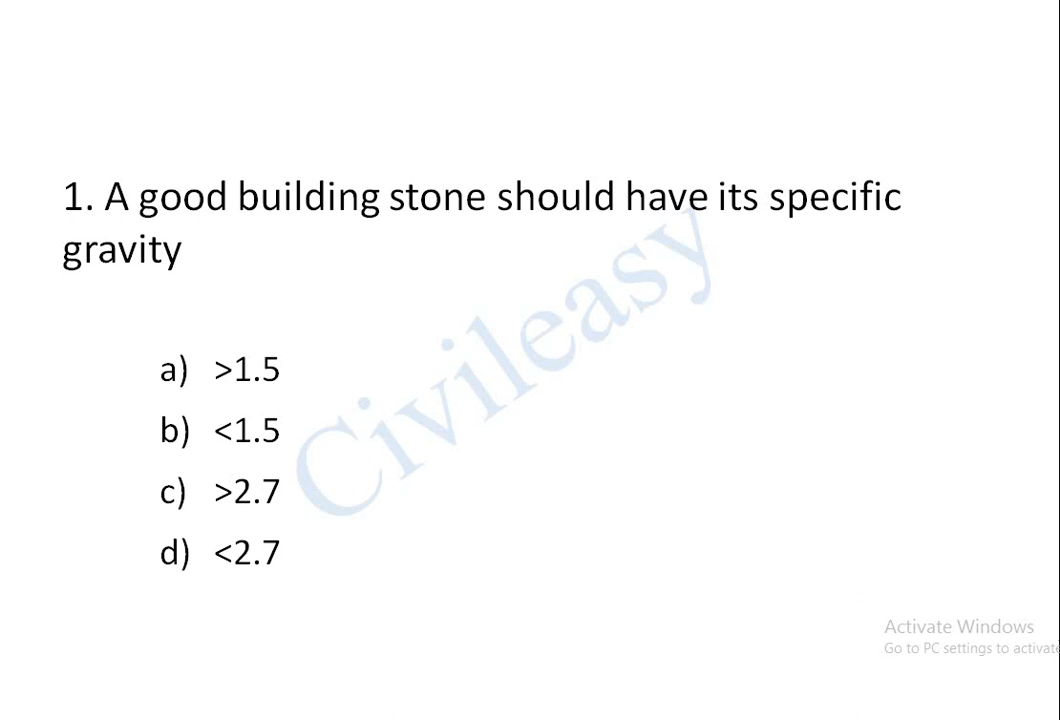 1. A good building stone should have its specific
gravity
a) >1.5
b) <1.5
c) >2.7
d) <2.7
Civileasy
Activate Windows
Go to PC settings to activate